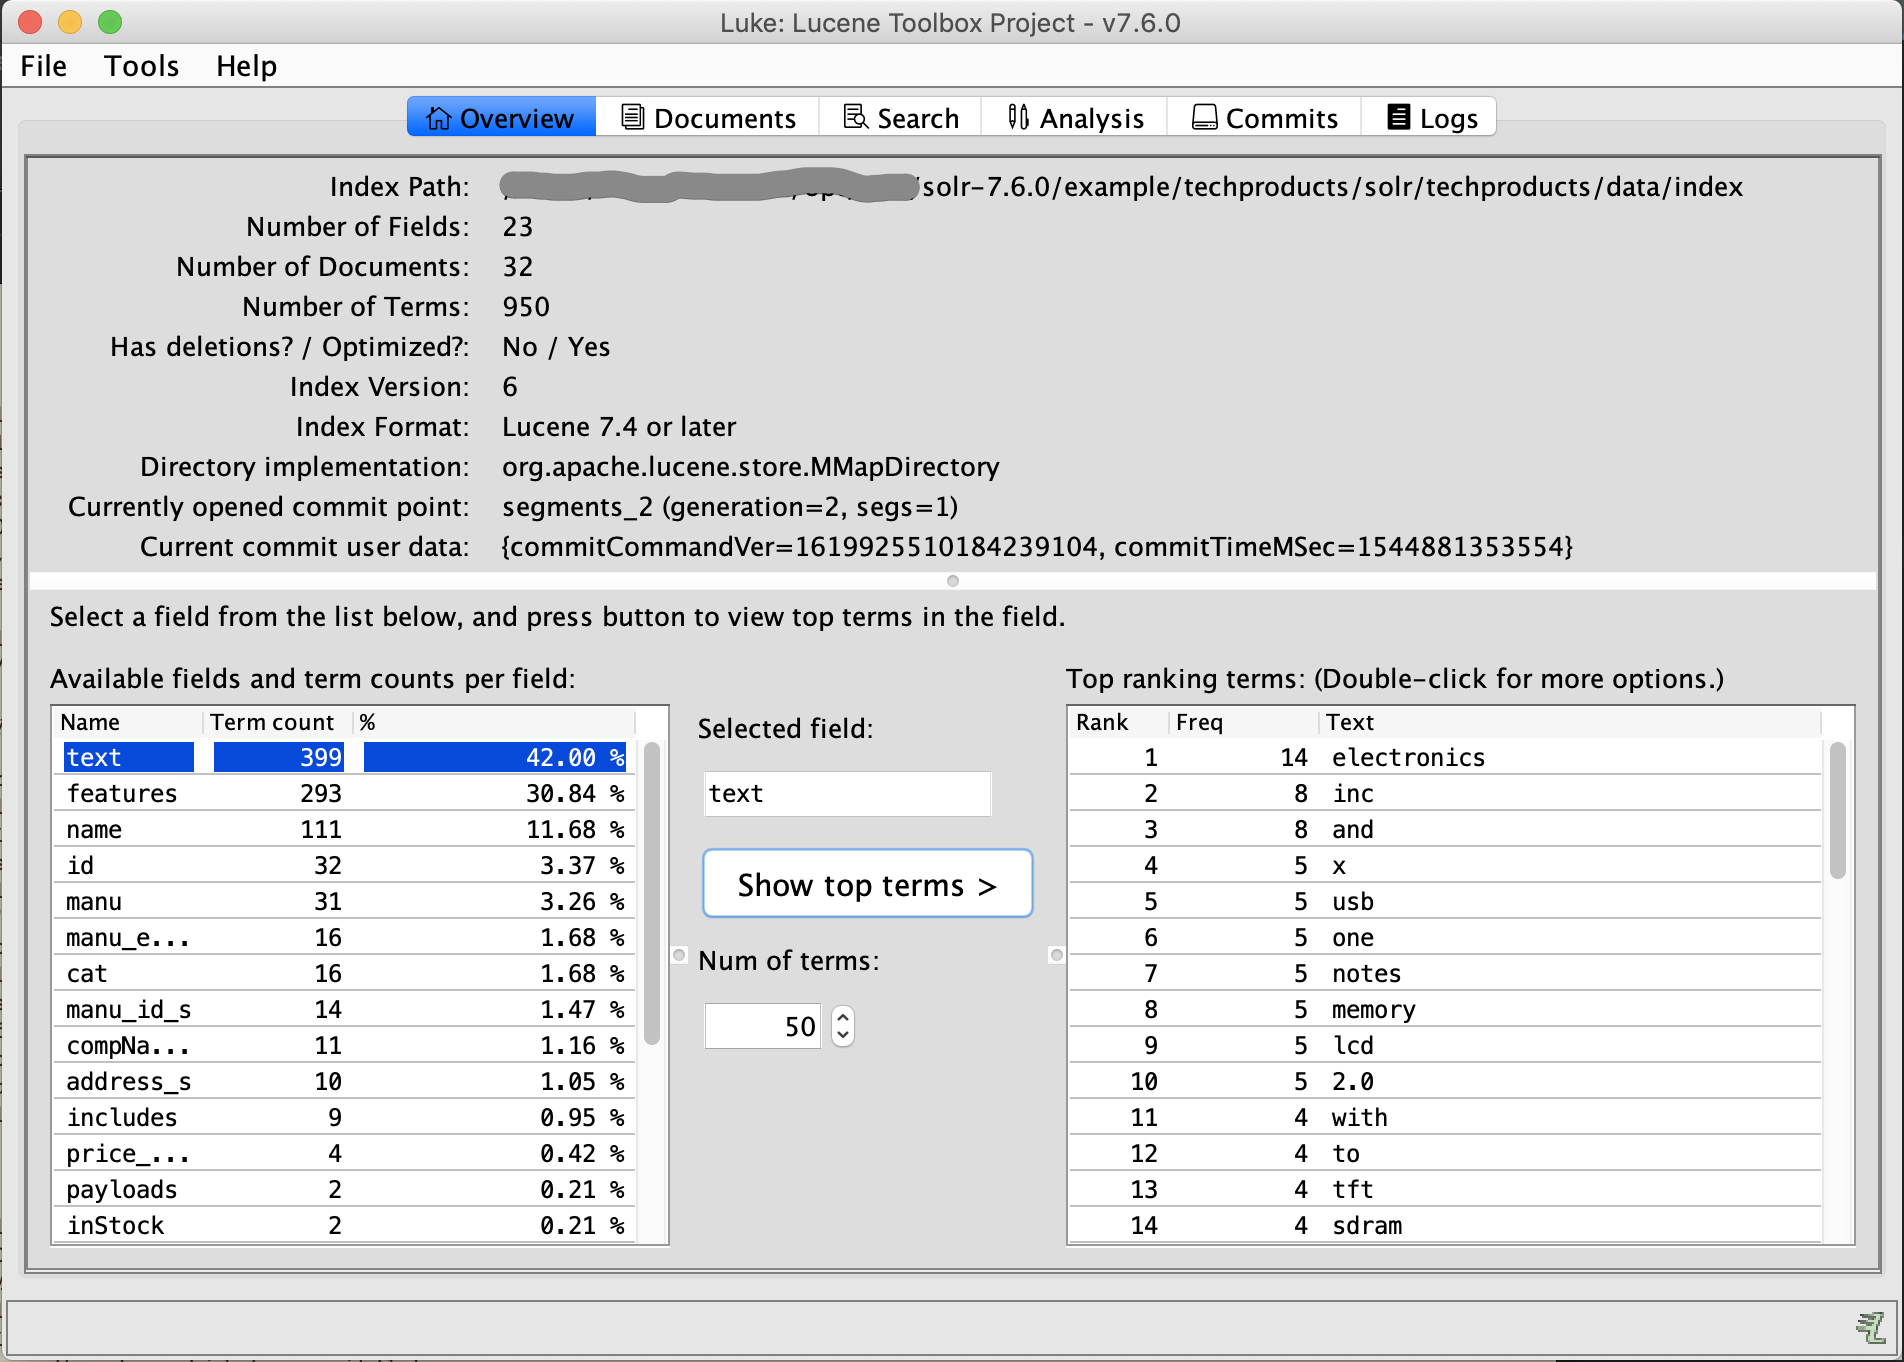 Luke: Lucene Toolbox Project - v7.6.0
File Tools Help
Overview Documents Search Analysis Commits Logs
Index Path: /solr-7.6.0/example/techproducts/solr/techproducts/data/index
Number of Fields: 23
Number of Documents: 32
Number of Terms: 950
Has deletions? / Optimized?: No / Yes
Index Version: 6
Index Format: Lucene 7.4 or later
Directory implementation: org.apache.lucene.store.MMapDirectory
Currently opened commit point: segments_2 (generation=2, segs=1)
Current commit user data: {commitCommandVer=1619925510184239104, commitTimeMSec=1544881353554}
Select a field from the list below, and press button to view top terms in the field.
Available fields and term counts per field:
Name Term count %
text 399 42.00 %
features 293 30.84 %
name 111 11.68 %
id 32 3.37 %
manu 31 3.26 %
manu_e... 16 1.68 %
cat 16 1.68 %
manu_id_s 14 1.47 %
compNa... 11 1.16 %
address_s 10 1.05 %
includes 9 0.95 %
price_... 4 0.42 %
payloads 2 0.21 %
inStock 2 0.21 %
Selected field:
text
Show top terms >
Num of terms:
50
Top ranking terms: (Double-click for more options.)
Rank Freq Text
1 14 electronics
2 8 inc
3 8 and
4 5 x
5 5 usb
6 5 one
7 5 notes
8 5 memory
9 5 lcd
10 5 2.0
11 4 with
12 4 to
13 4 tft
14 4 sdram